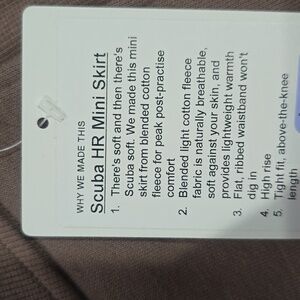 WHY WE MADE THIS
Scuba HR Mini Skirt
1. There's soft and then there's
Scuba soft. We made this mini
skirt from blended cotton
fleece for peak post-practise
comfort
2. Blended light cotton fleece
fabric is naturally breathable,
soft against your skin, and
provides lightweight warmth
3. Flat, ribbed waistband won't
dig in
4. High rise
5. Tight fit, above-the-knee
length